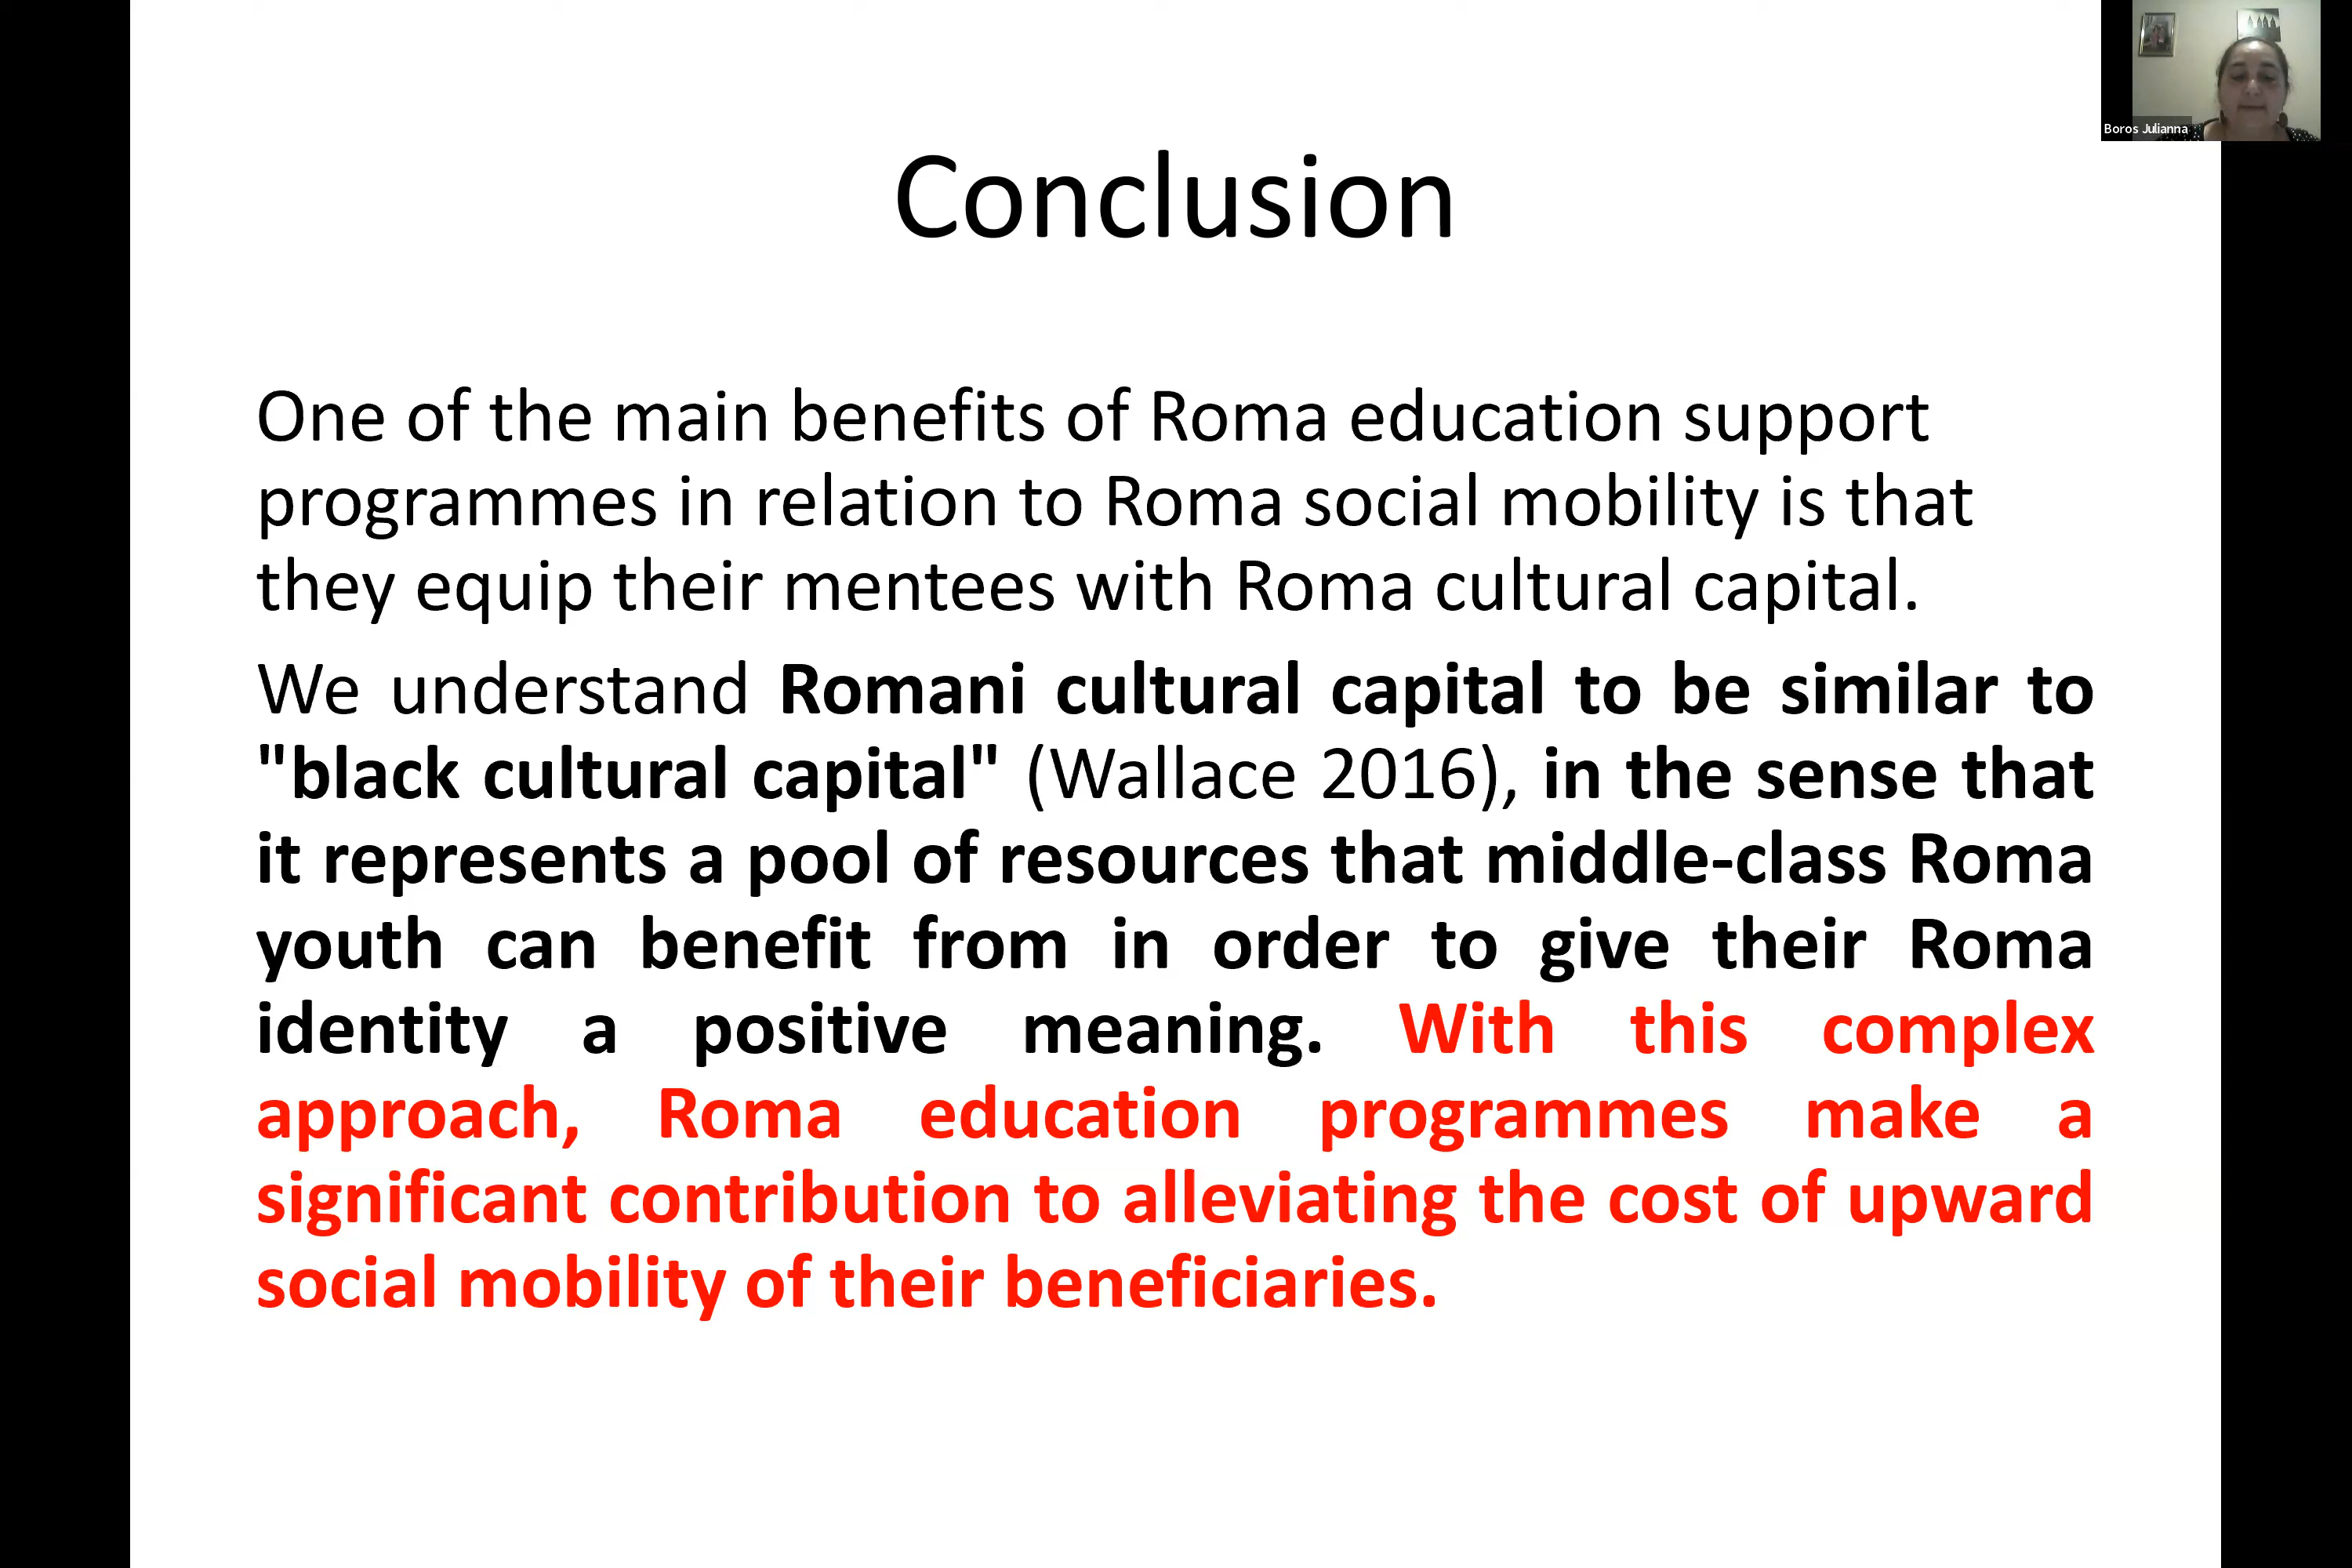 Boros Julianna
Conclusion
One of the main benefits of Roma education support
programmes in relation to Roma social mobility is that
they equip their mentees with Roma cultural capital.
We understand Romani cultural capital to be similar to
"black cultural capital" (Wallace 2016), in the sense that
it represents a pool of resources that middle-class Roma
youth can benefit from in order to give their Roma
identity a positive meaning. With this complex
approach, Roma education programmes make a
significant contribution to alleviating the cost of upward
social mobility of their beneficiaries.